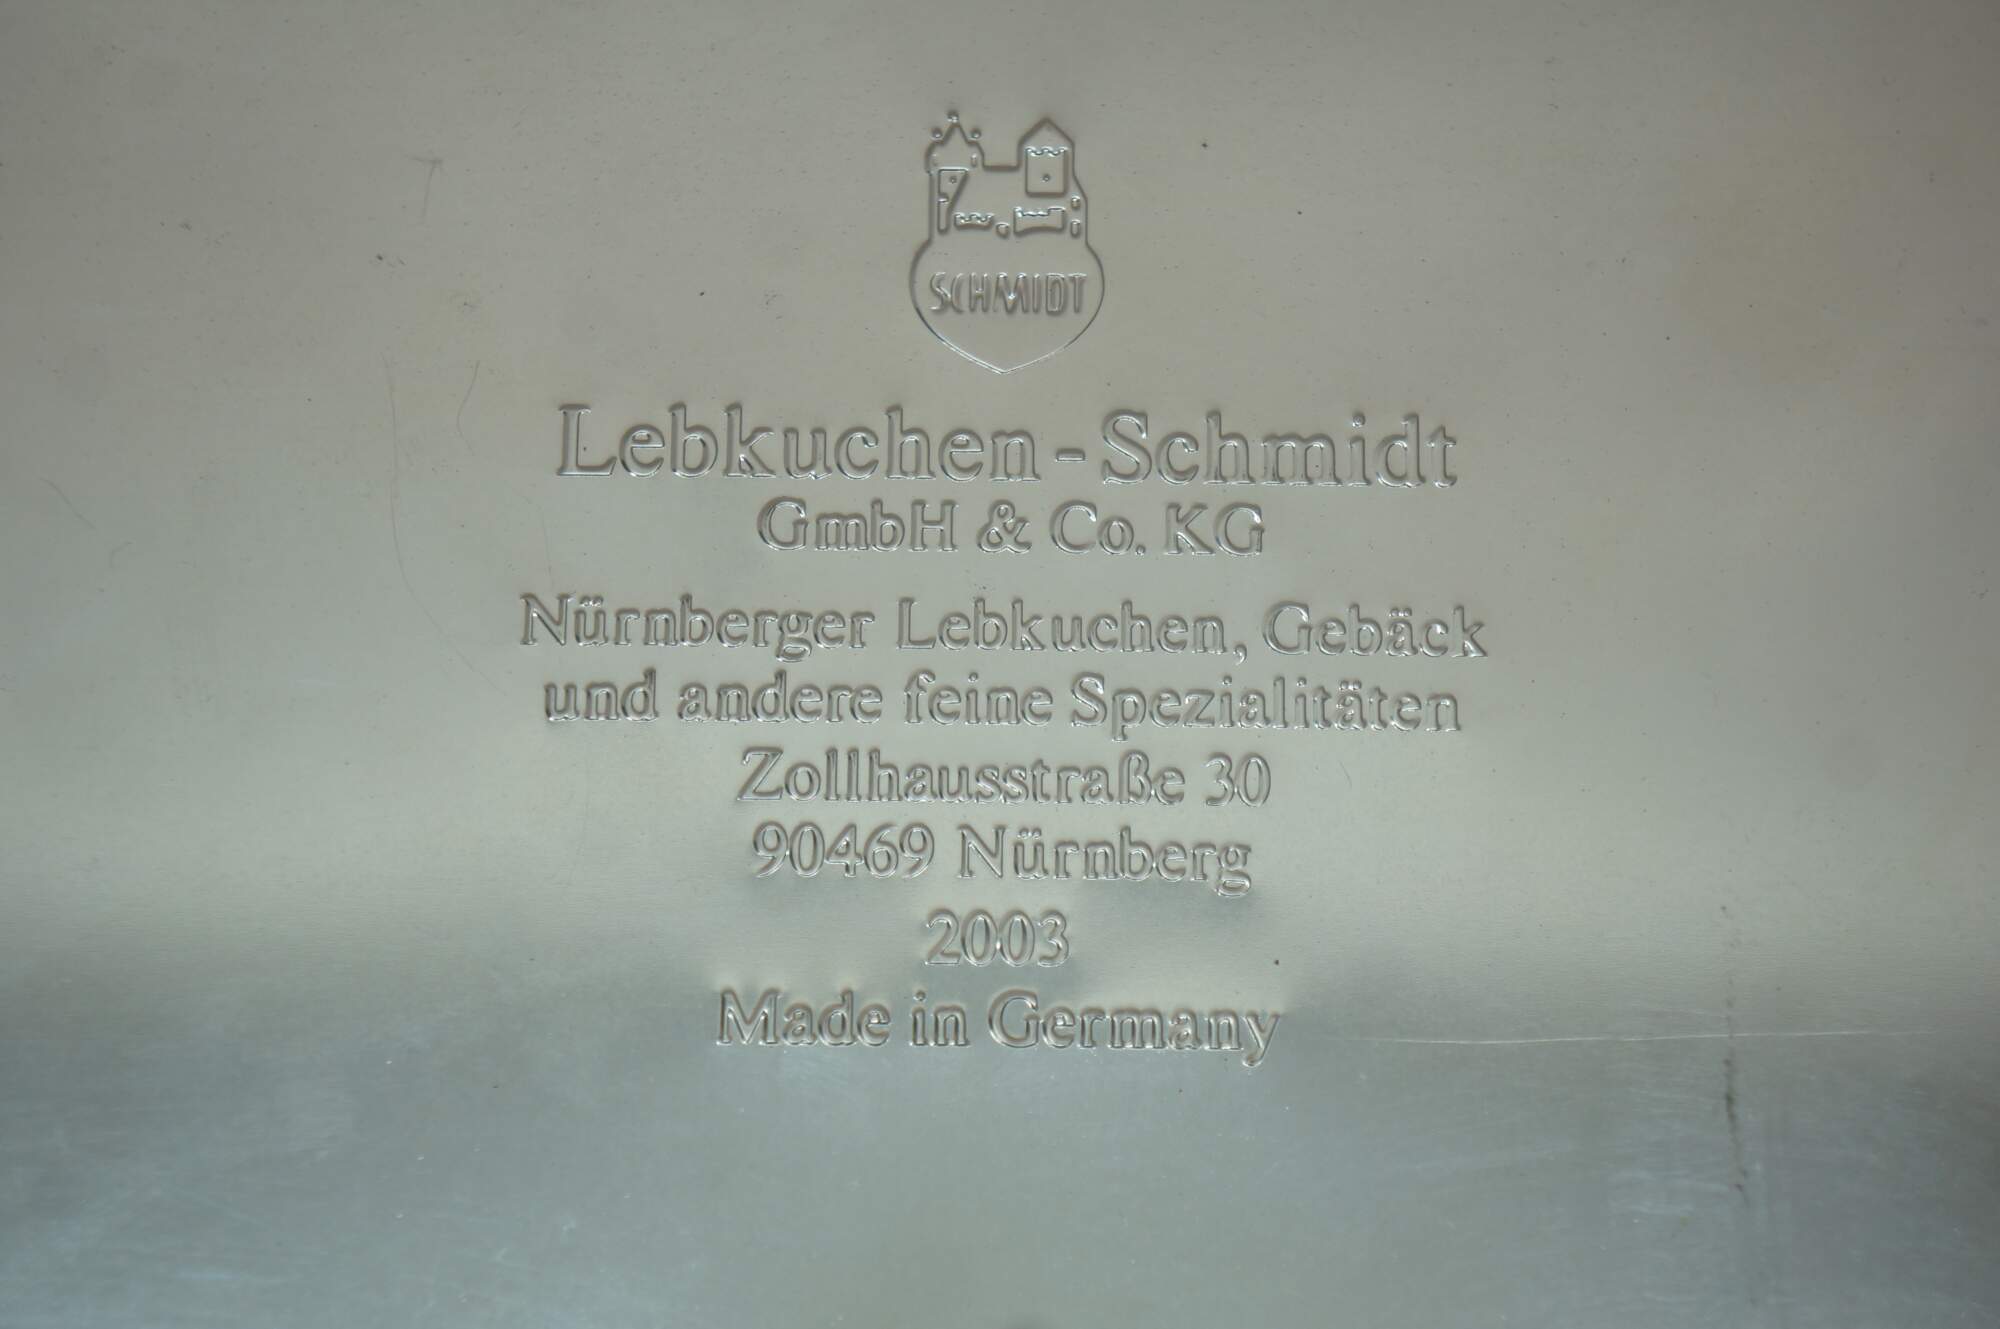 SCHMIDT
Lebkuchen-Schmidt
GmbH & Co. KG
Nürnberger Lebkuchen, Gebäck
und andere feine Spezialitäten
Zollhausstraße 30
90469 Nürnberg
2003
Made in Germany